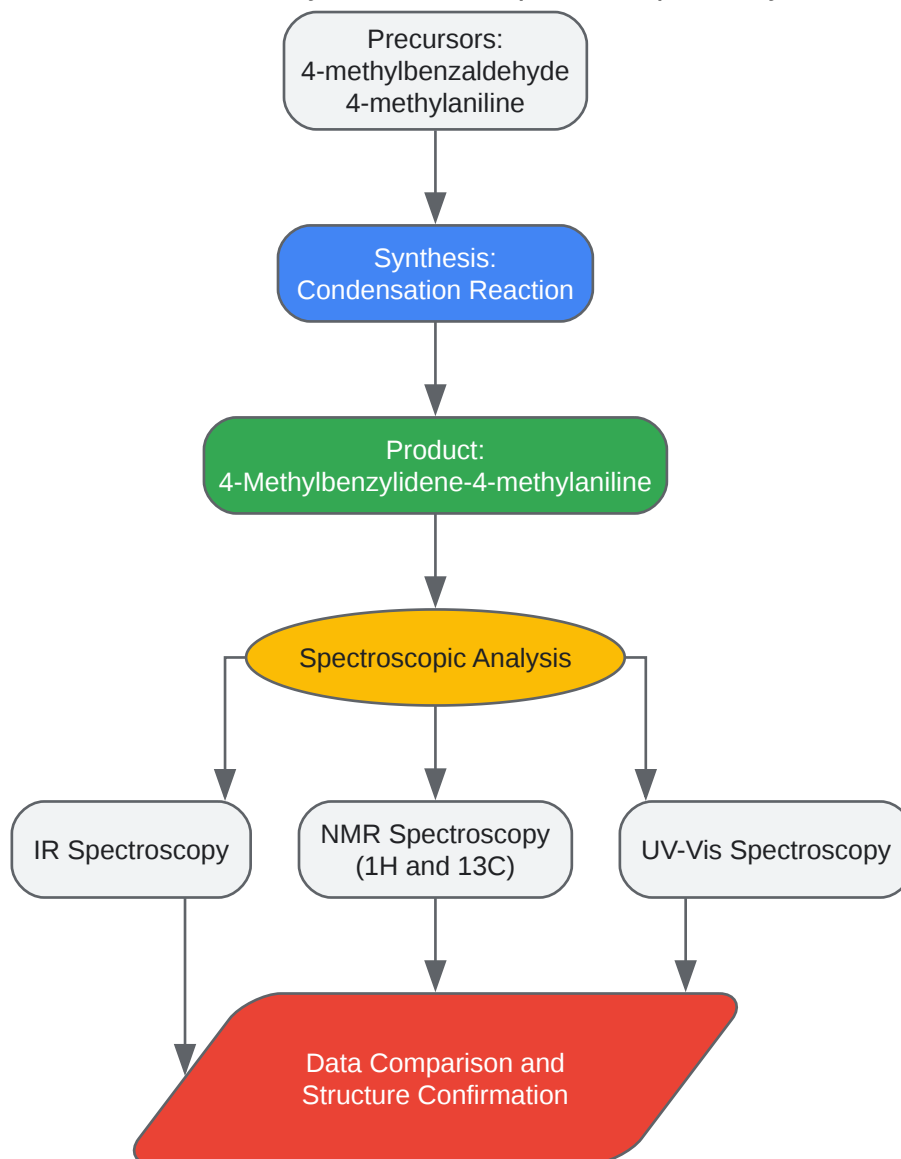 Precursors:
4-methylbenzaldehyde
4-methylaniline
Synthesis:
Condensation Reaction
Product:
4-Methylbenzylidene-4-methylaniline
Spectroscopic Analysis
IR Spectroscopy
NMR Spectroscopy
(1H and 13C)
UV-Vis Spectroscopy
Data Comparison and
Structure Confirmation